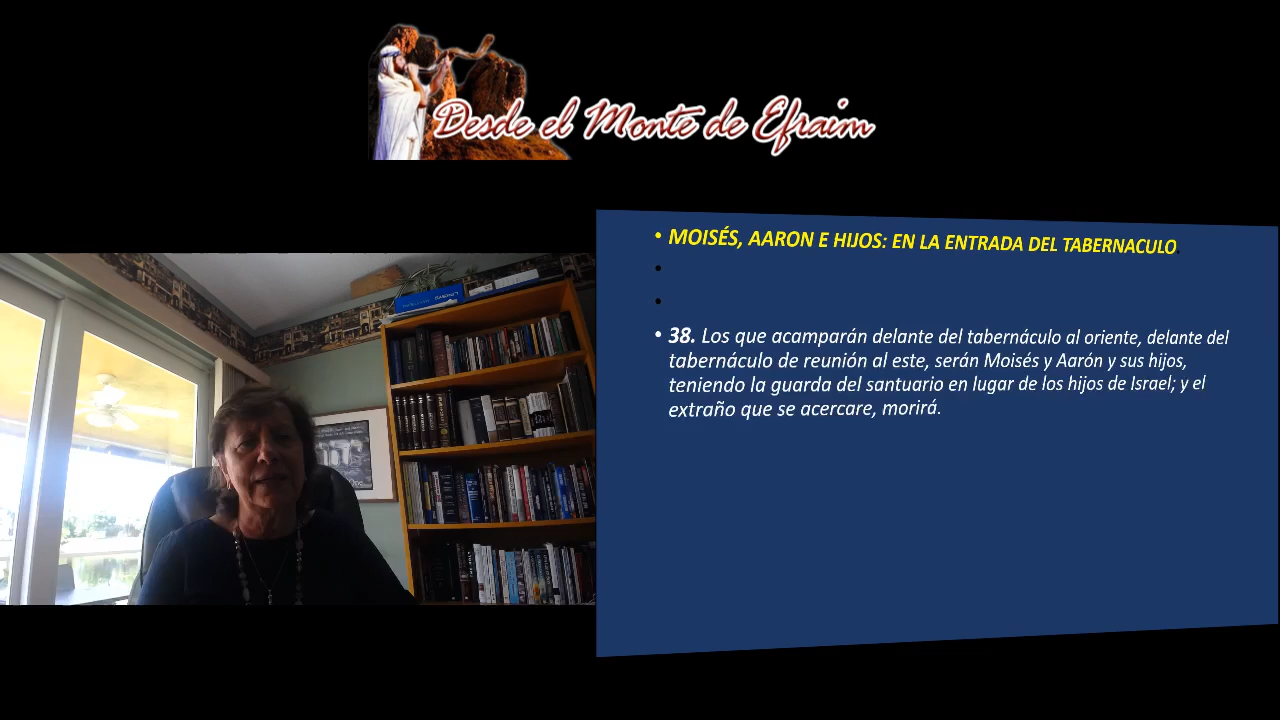 Desde el Monte de Efraim
• MOISÉS, AARON E HIJOS: EN LA ENTRADA DEL TABERNACULO.
•
•
• 38. Los que acamparán delante del tabernáculo al oriente, delante del
tabernáculo de reunión al este, serán Moisés y Aarón y sus hijos,
teniendo la guarda del santuario en lugar de los hijos de Israel; y el
extraño que se acercare, morirá.